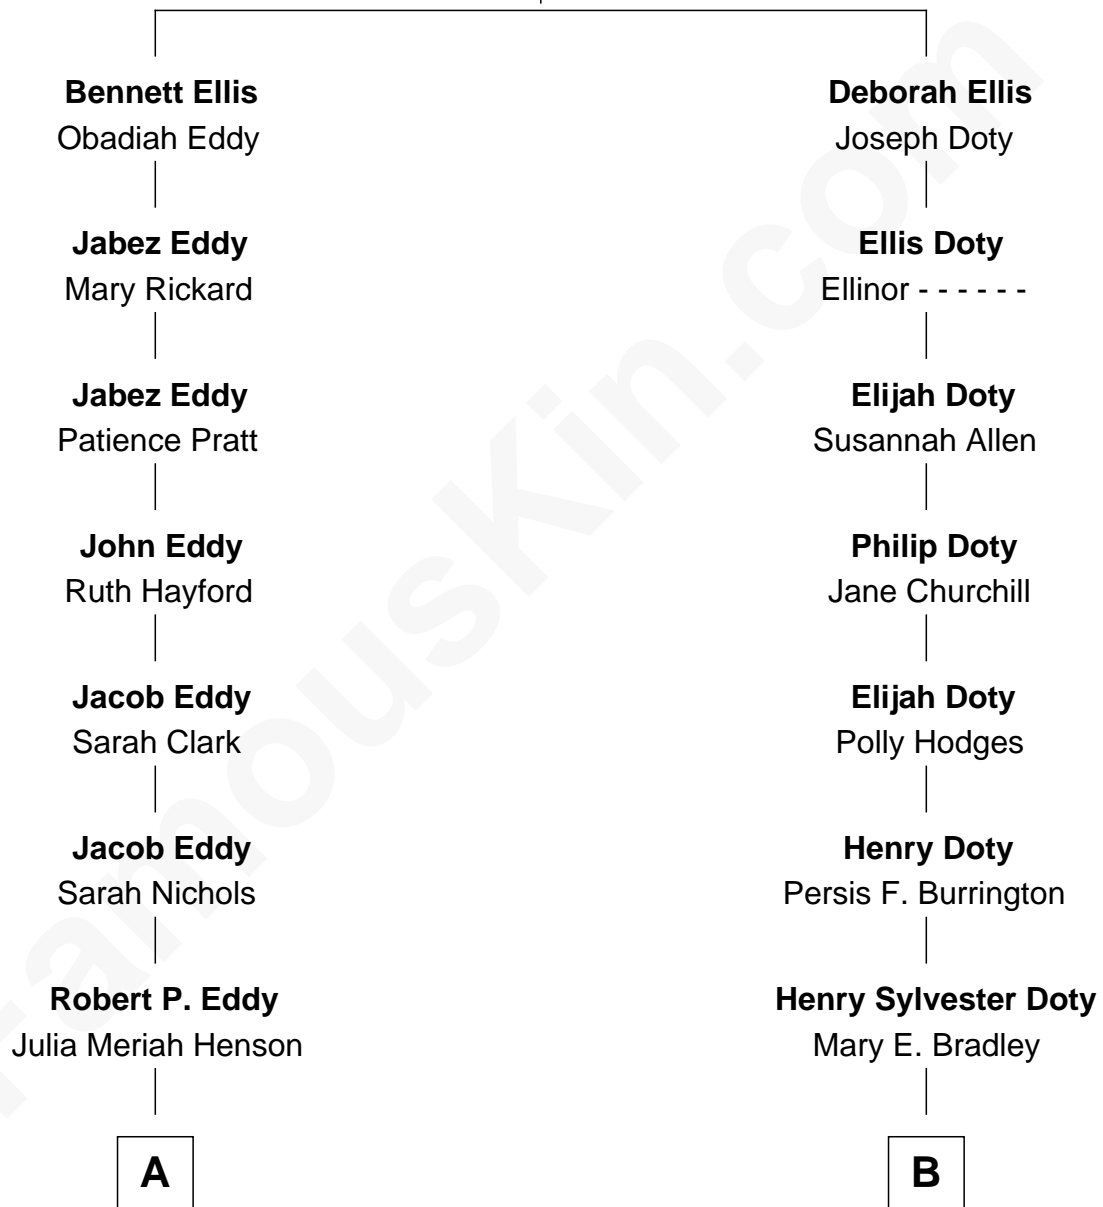 Bennett Ellis
Obadiah Eddy
Jabez Eddy
Mary Rickard
Jabez Eddy
Patience Pratt
John Eddy
Ruth Hayford
Jacob Eddy
Sarah Clark
Jacob Eddy
Sarah Nichols
Robert P. Eddy
Julia Meriah Henson
A
Deborah Ellis
Joseph Doty
Ellis Doty
Ellinor - - - - - -
Elijah Doty
Susannah Allen
Philip Doty
Jane Churchill
Elijah Doty
Polly Hodges
Henry Doty
Persis F. Burrington
Henry Sylvester Doty
Mary E. Bradley
B
FamousKin.com